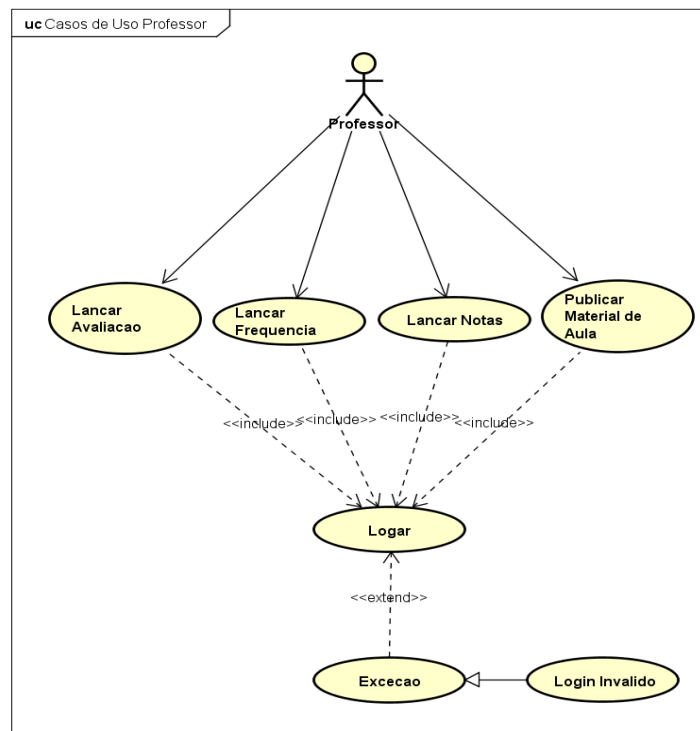 uc Casos de Uso Professor
Professor
Lancar
Avaliacao
Lancar
Frequência
Lancar Notas
Publicar
Material de
Aula
<<include>>
<<include>>
<<include>>
<<include>>
Logar
<<extend>>
Excecao
Login Invalido